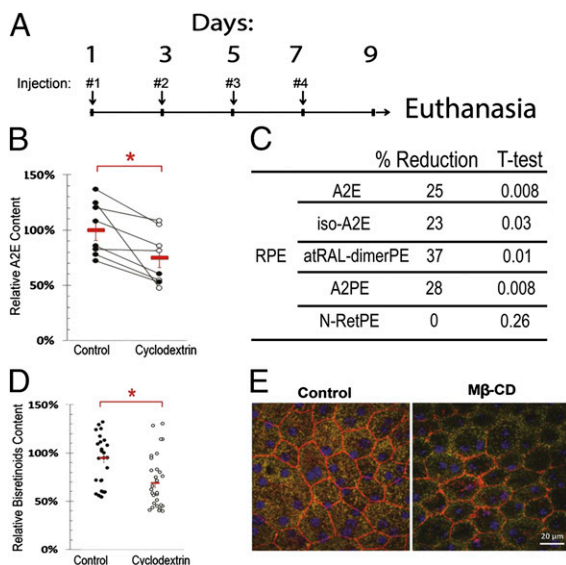 A
Days:
1 3 5 7 9
Injection: #1 #2 #3 #4
Euthanasia
B
*
150%
100%
50%
0%
Relative A2E Content
Control Cyclodextrin
C
% Reduction T-test
RPE
A2E 25 0.008
iso-A2E 23 0.03
atRAL-dimerPE 37 0.01
A2PE 28 0.008
N-RetPE 0 0.26
D
*
150%
100%
50%
0%
Relative Bisretinoids Content
Control Cyclodextrin
E
Control Mβ-CD
20 µm